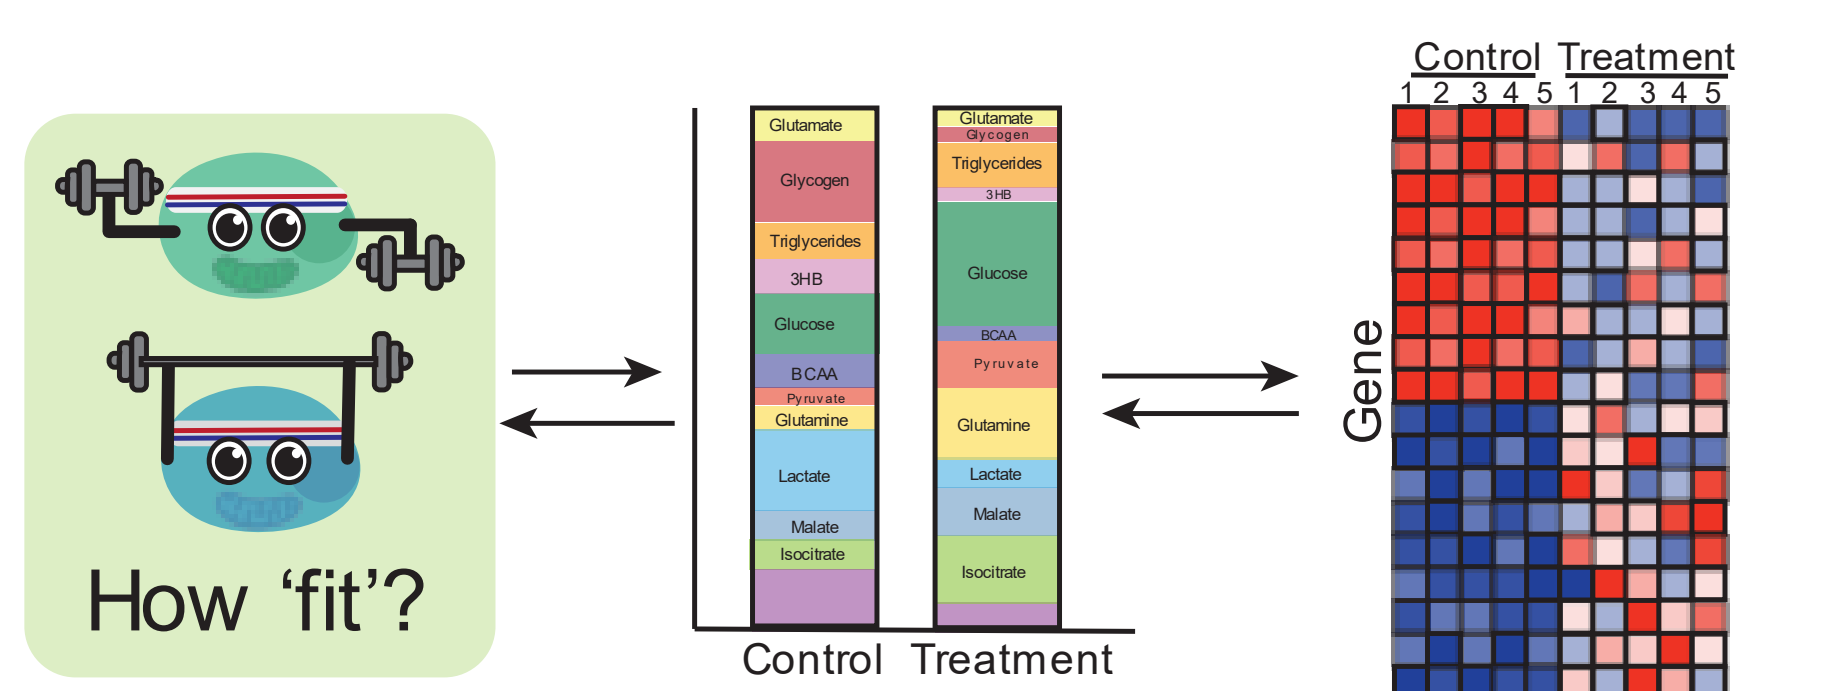 How ‘fit’?
Glutamate
Glycogen
Triglycerides
3HB
Glucose
BCAA
Pyruvate
Glutamine
Lactate
Malate
Isocitrate
Control
Glutamate
Glycogen
Triglycerides
3HB
Glucose
BCAA
Pyruvate
Glutamine
Lactate
Malate
Isocitrate
Treatment
Control Treatment
1 2 3 4 5 1 2 3 4 5
Gene